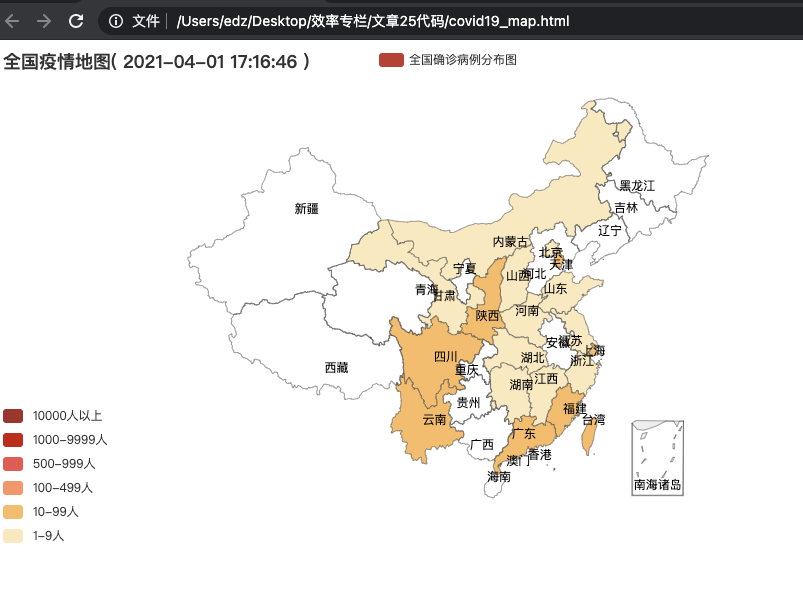 文件 /Users/edz/Desktop/效率专栏/文章25代码/covid19_map.html
全国疫情地图( 2021-04-01 17:16:46 )
全国确诊病例分布图
黑龙江
吉林
新疆
辽宁
内蒙古
北京
天津
宁夏
山西
河北
青海
甘肃
山东
陕西
河南
安徽
江苏
上海
四川
湖北
浙江
重庆
西藏
湖南
江西
贵州
福建
云南
台湾
广东
广西
香港
澳门
海南
南海诸岛
10000人以上
1000-9999人
500-999人
100-499人
10-99人
1-9人